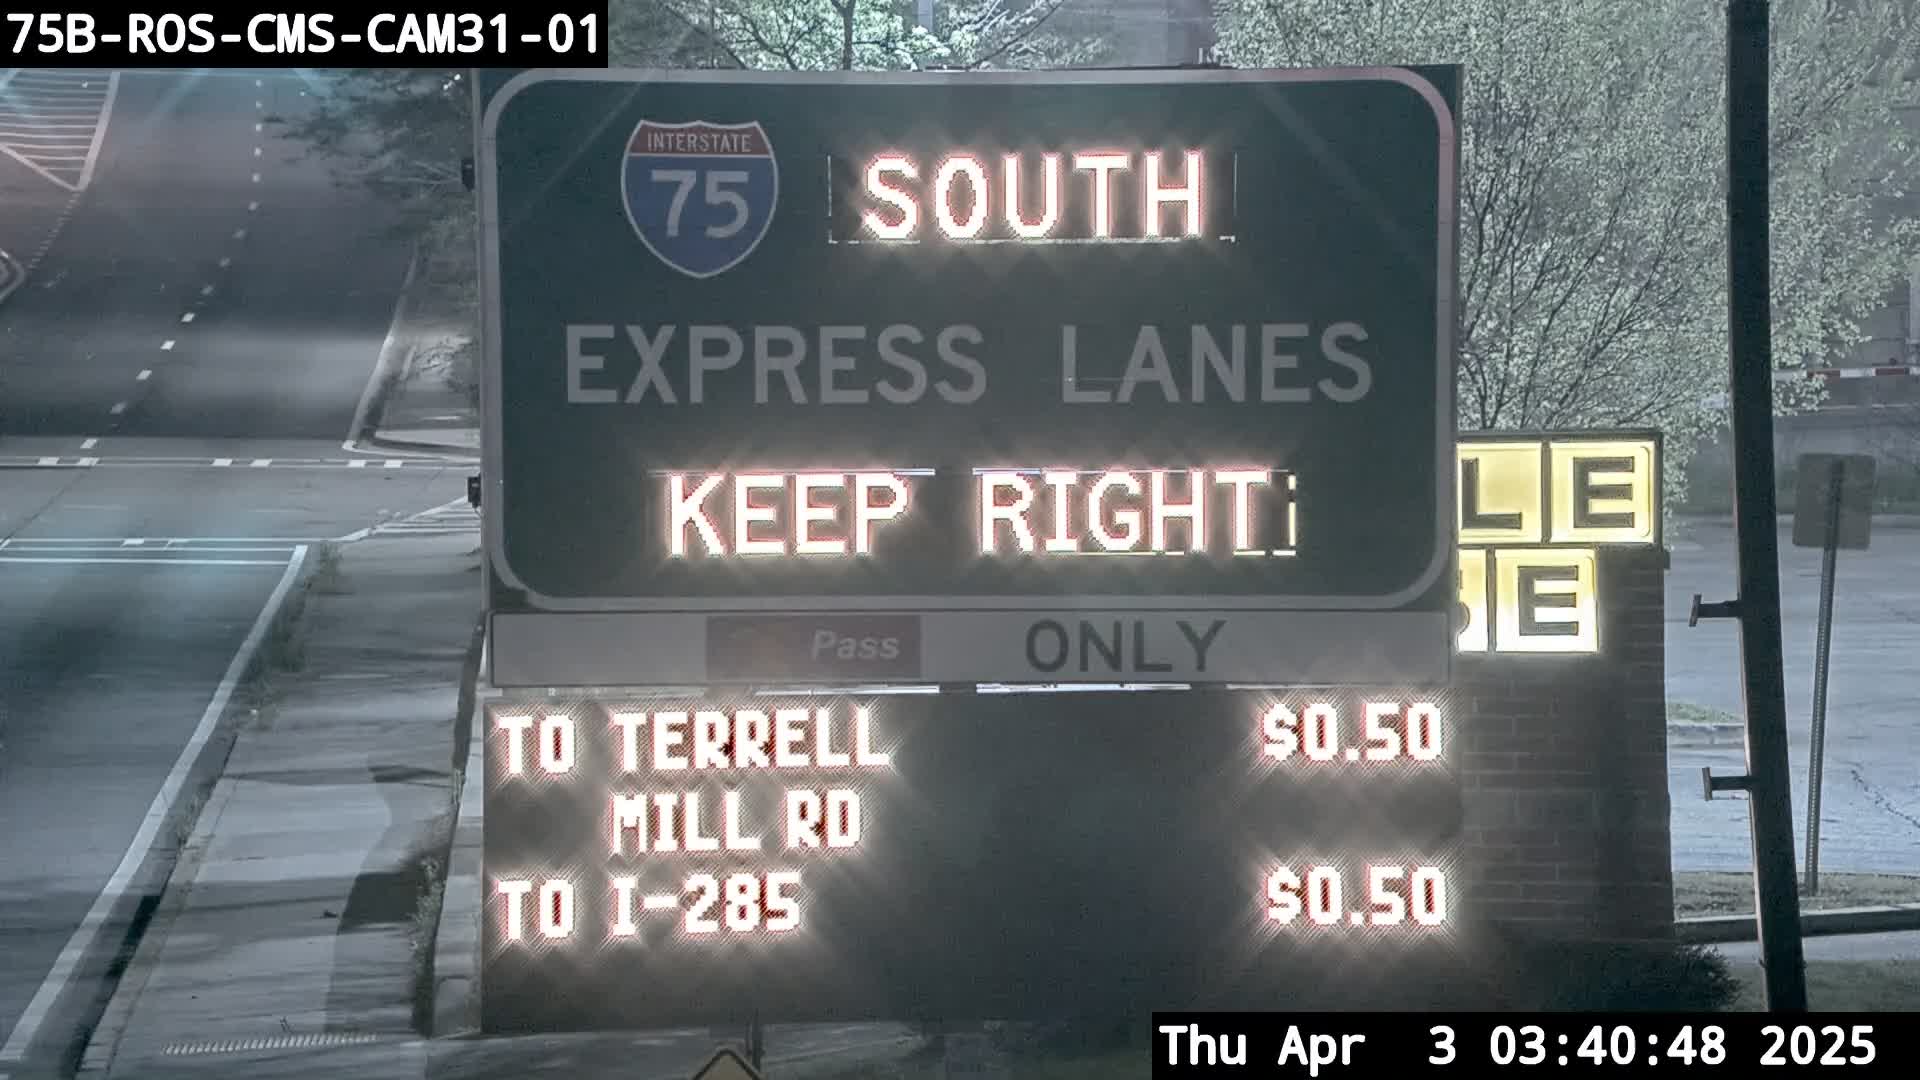 75B-ROS-CMS-CAM31-01
INTERSTATE
75
SOUTH
EXPRESS LANES
KEEP RIGHT
Pass ONLY
LE
E
TO TERRELL $0.50
MILL RD
TO I-285 $0.50
Thu Apr 3 03:40:48 2025